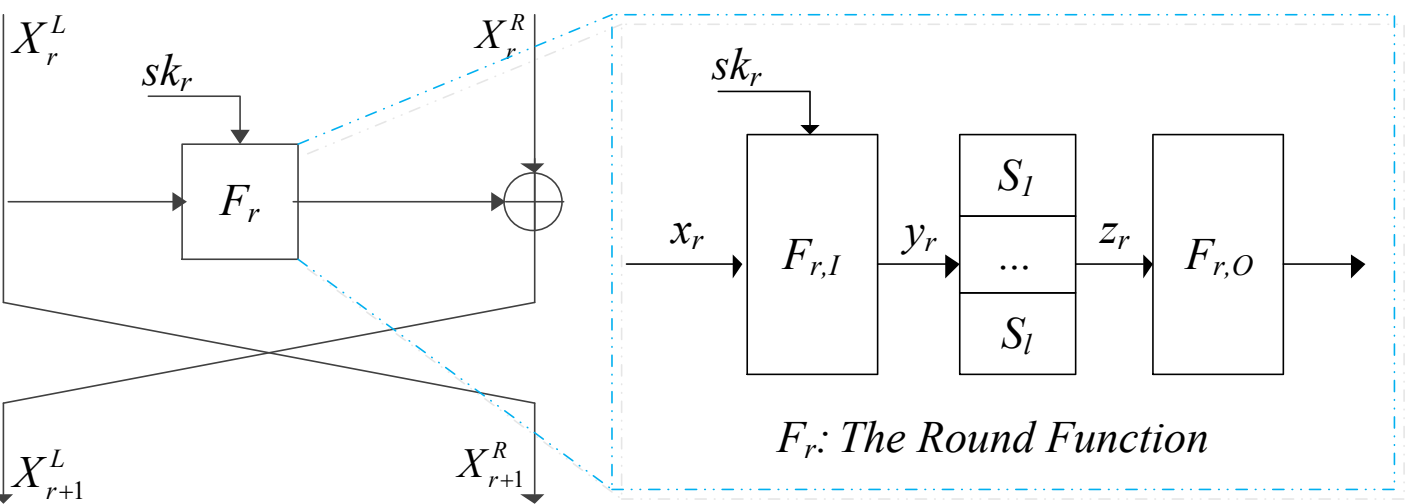 X_r^L
X_r^R
sk_r
F_r
X_{r+1}^L
X_{r+1}^R
sk_r
x_r
F_{r,I}
y_r
S_1
...
S_l
z_r
F_{r,O}
F_r: The Round Function